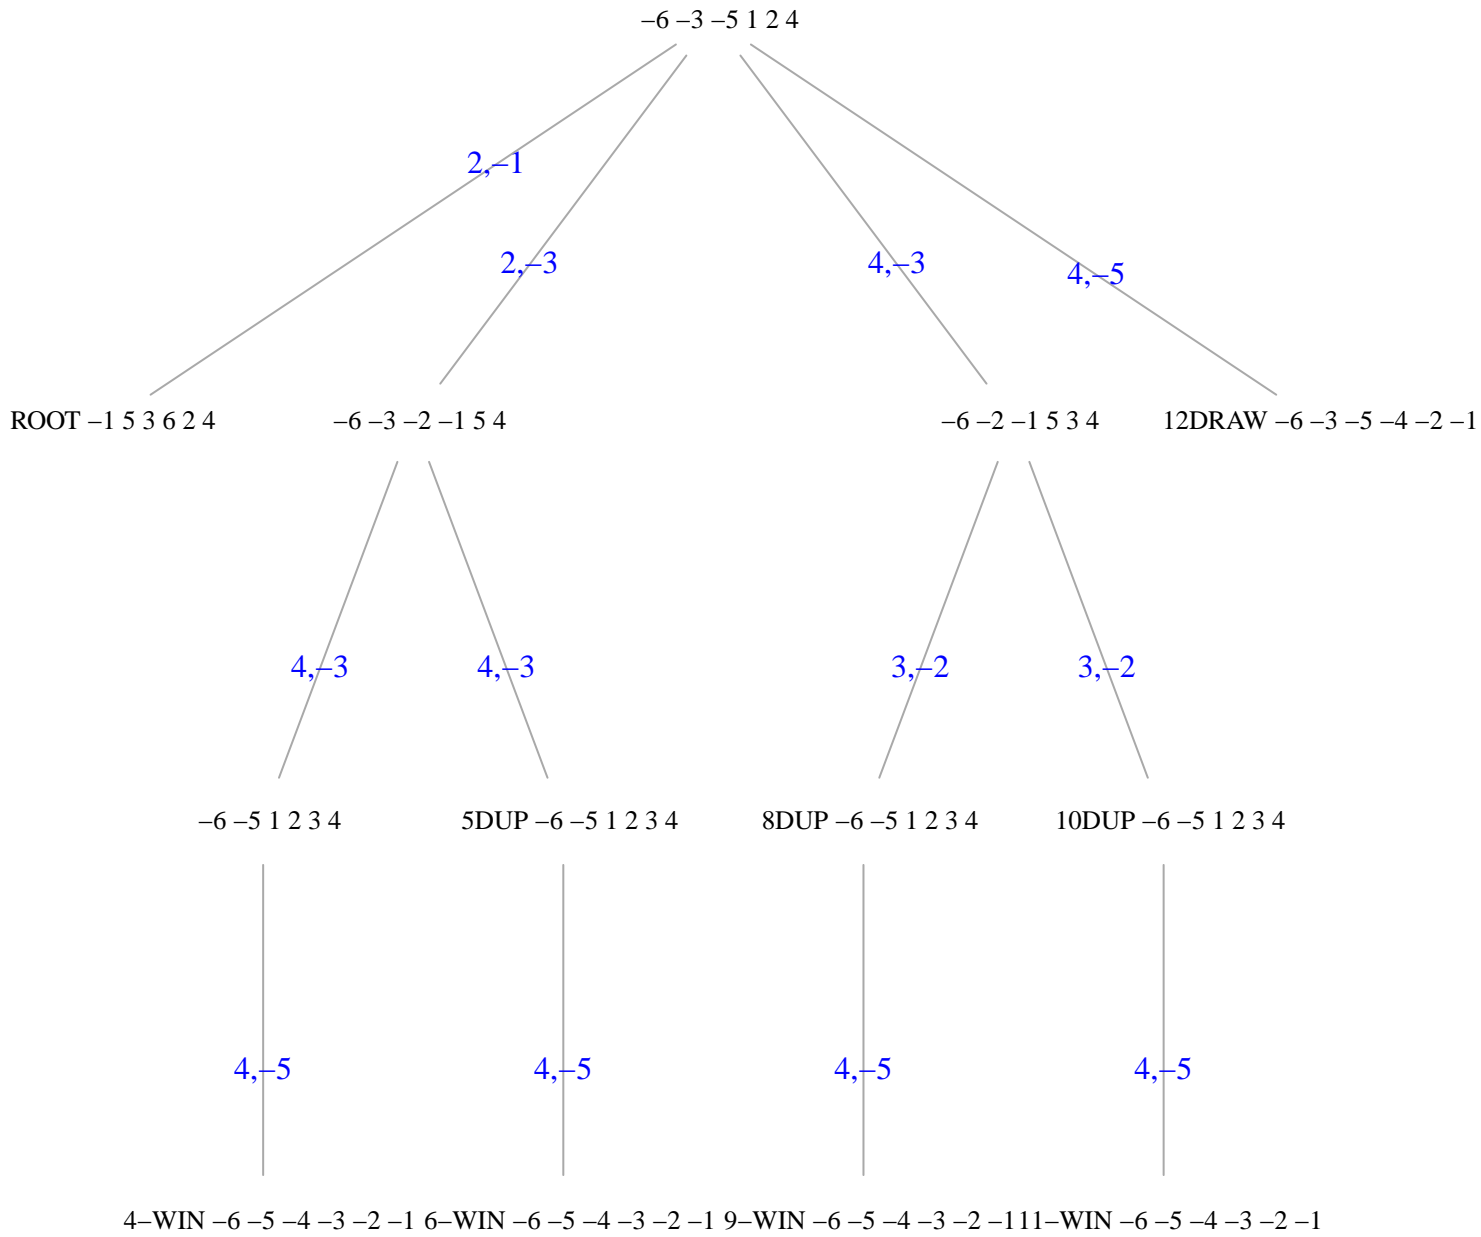 –6 –3 –5 1 2 4
2,–1
2,–3
4,–3
4,–5
ROOT –1 5 3 6 2 4
–6 –3 –2 –1 5 4
–6 –2 –1 5 3 4
12DRAW –6 –3 –5 –4 –2 –1
4,–3
4,–3
3,–2
3,–2
–6 –5 1 2 3 4
5DUP –6 –5 1 2 3 4
8DUP –6 –5 1 2 3 4
10DUP –6 –5 1 2 3 4
4,–5
4,–5
4,–5
4,–5
4–WIN –6 –5 –4 –3 –2 –1
6–WIN –6 –5 –4 –3 –2 –1
9–WIN –6 –5 –4 –3 –2 –1
11–WIN –6 –5 –4 –3 –2 –1